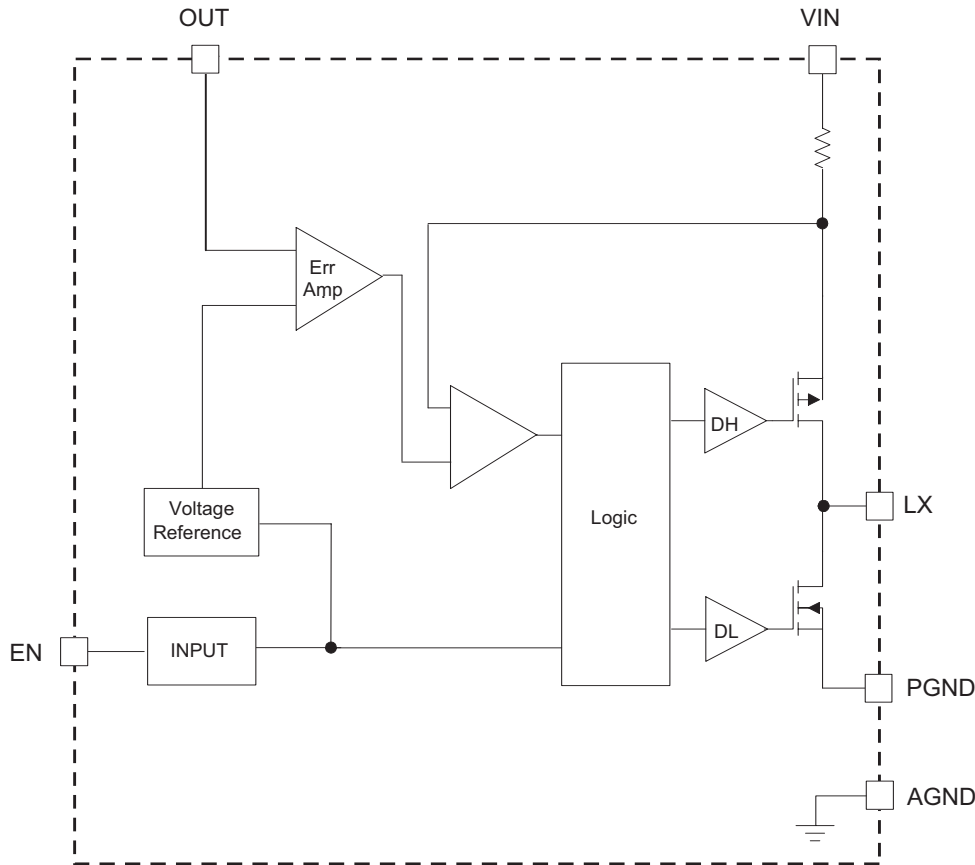 OUT
VIN
Err
Amp
DH
Voltage
Reference
Logic
LX
EN
INPUT
DL
PGND
AGND